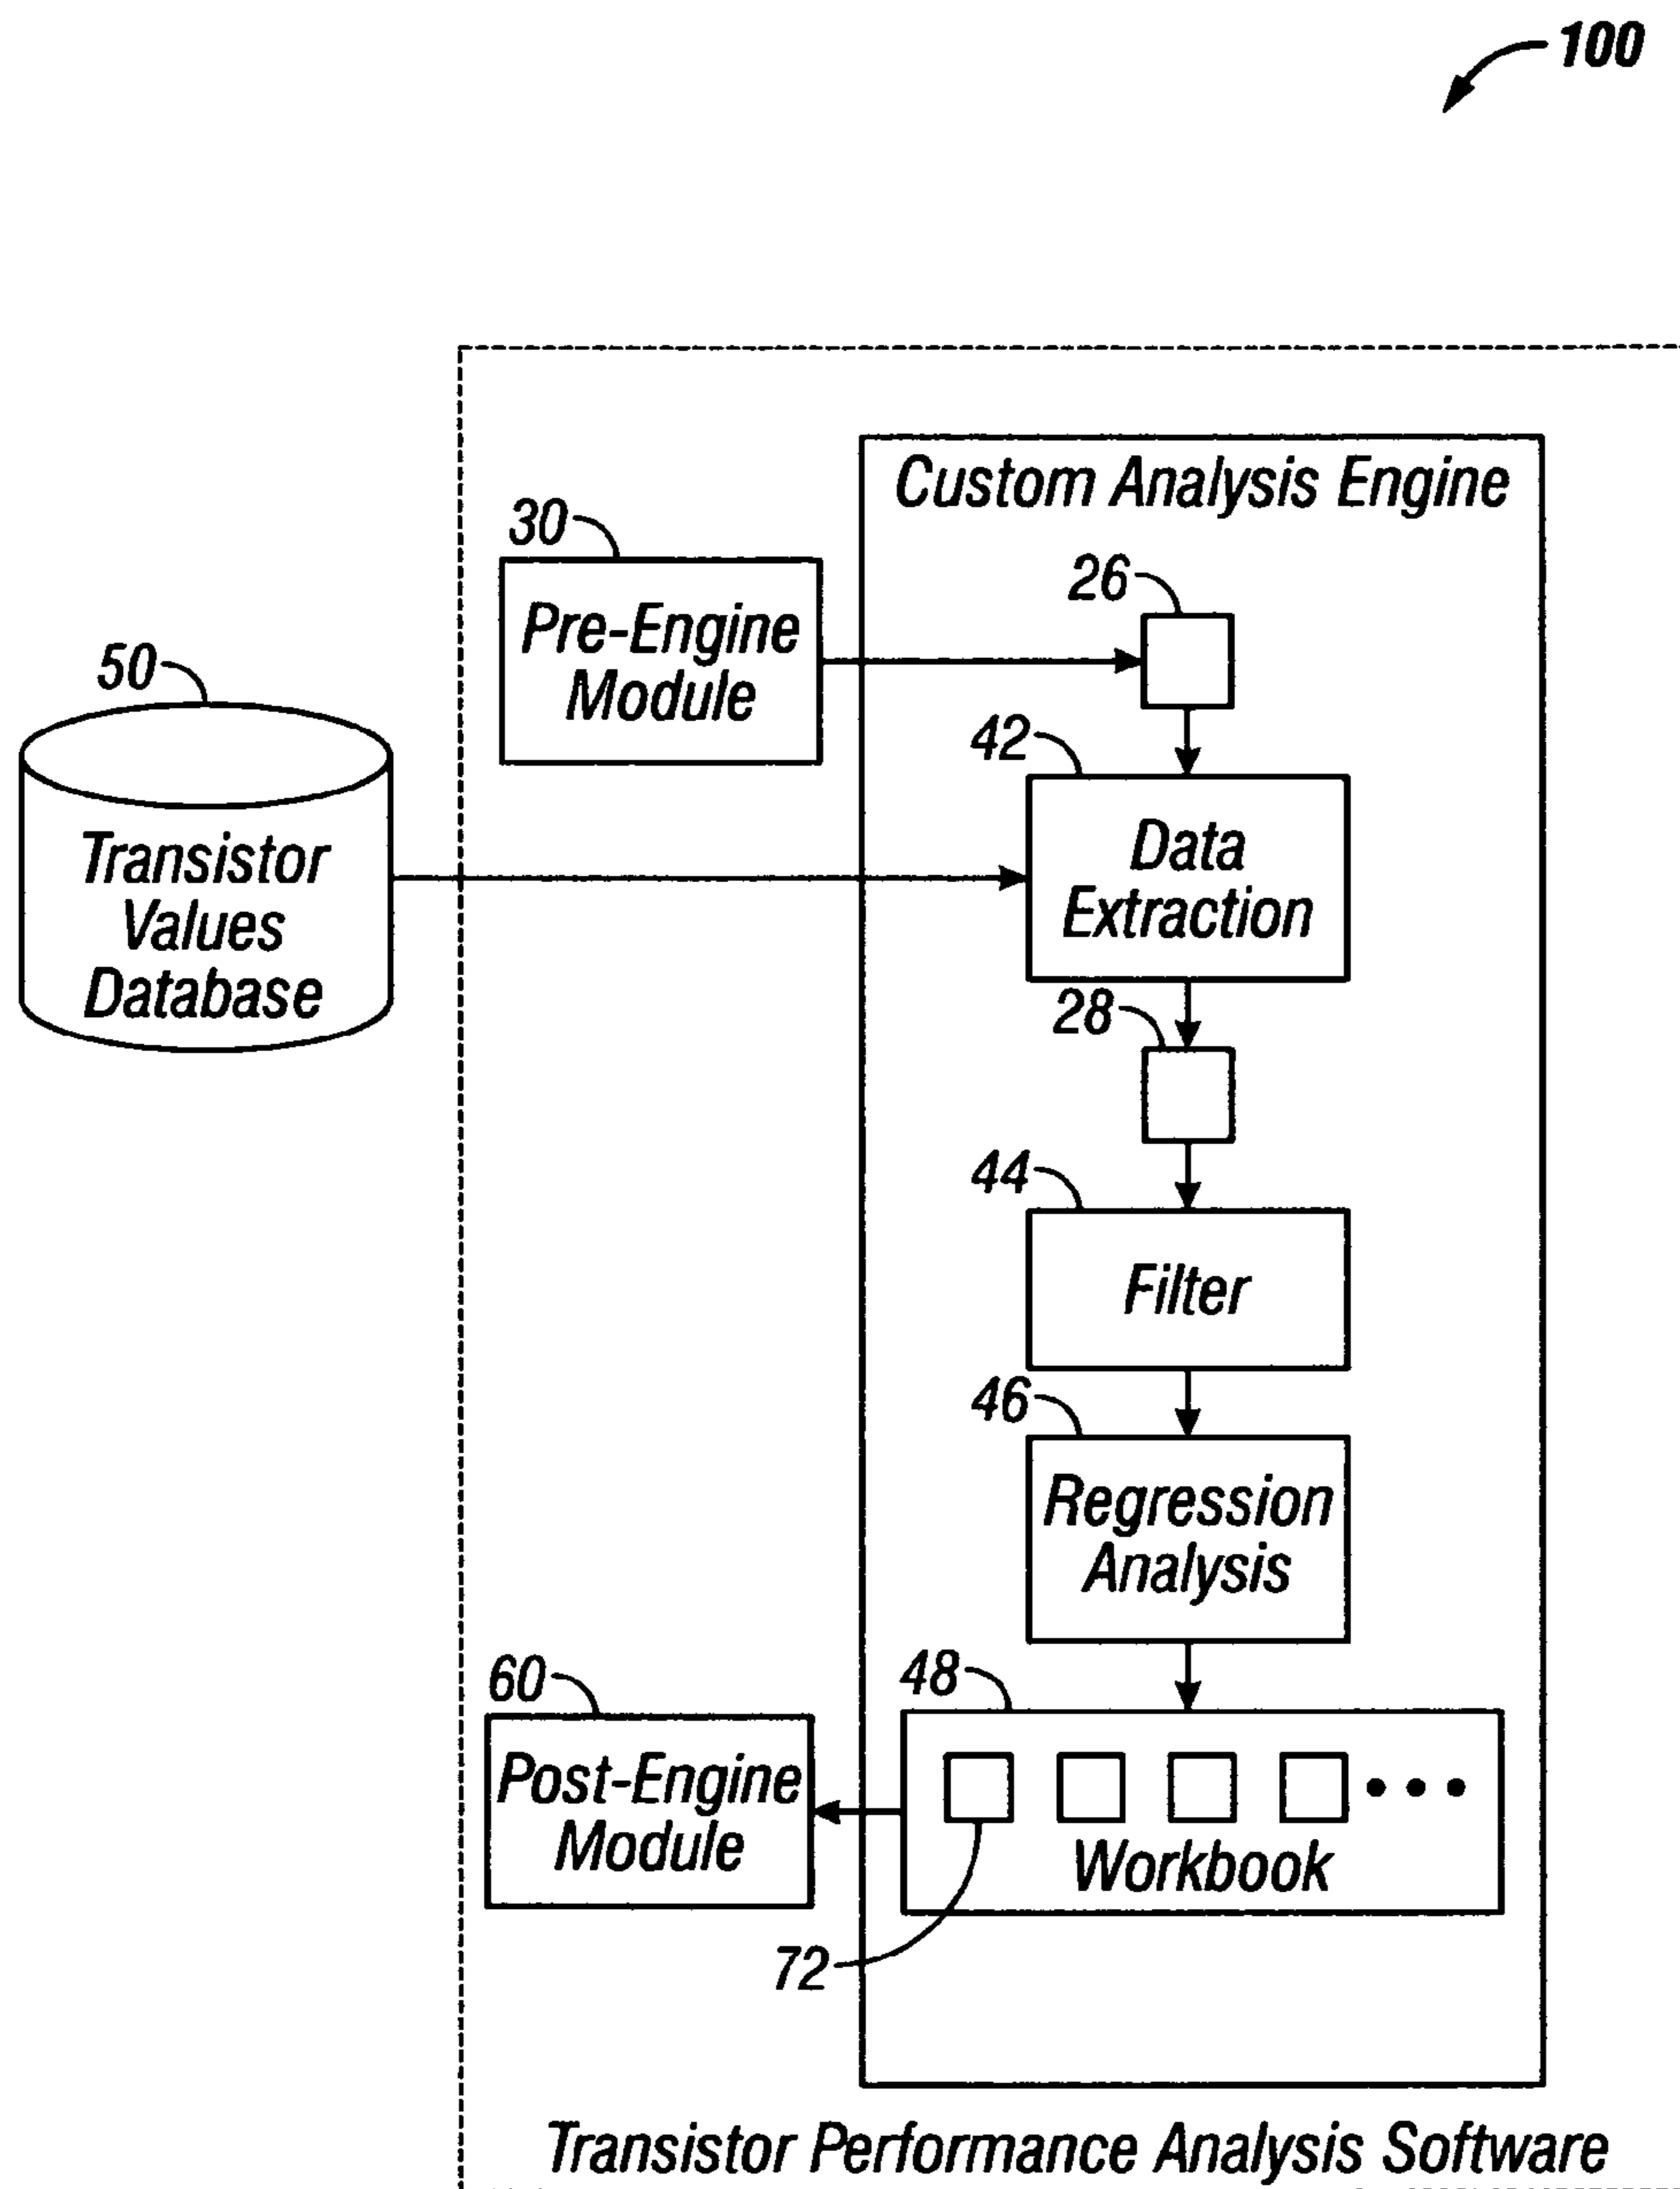 100
Custom Analysis Engine
30
Pre-Engine
Module
26
50
Transistor
Values
Database
42
Data
Extraction
28
44
Filter
46
Regression
Analysis
60
Post-Engine
Module
48
Workbook
72
Transistor Performance Analysis Software